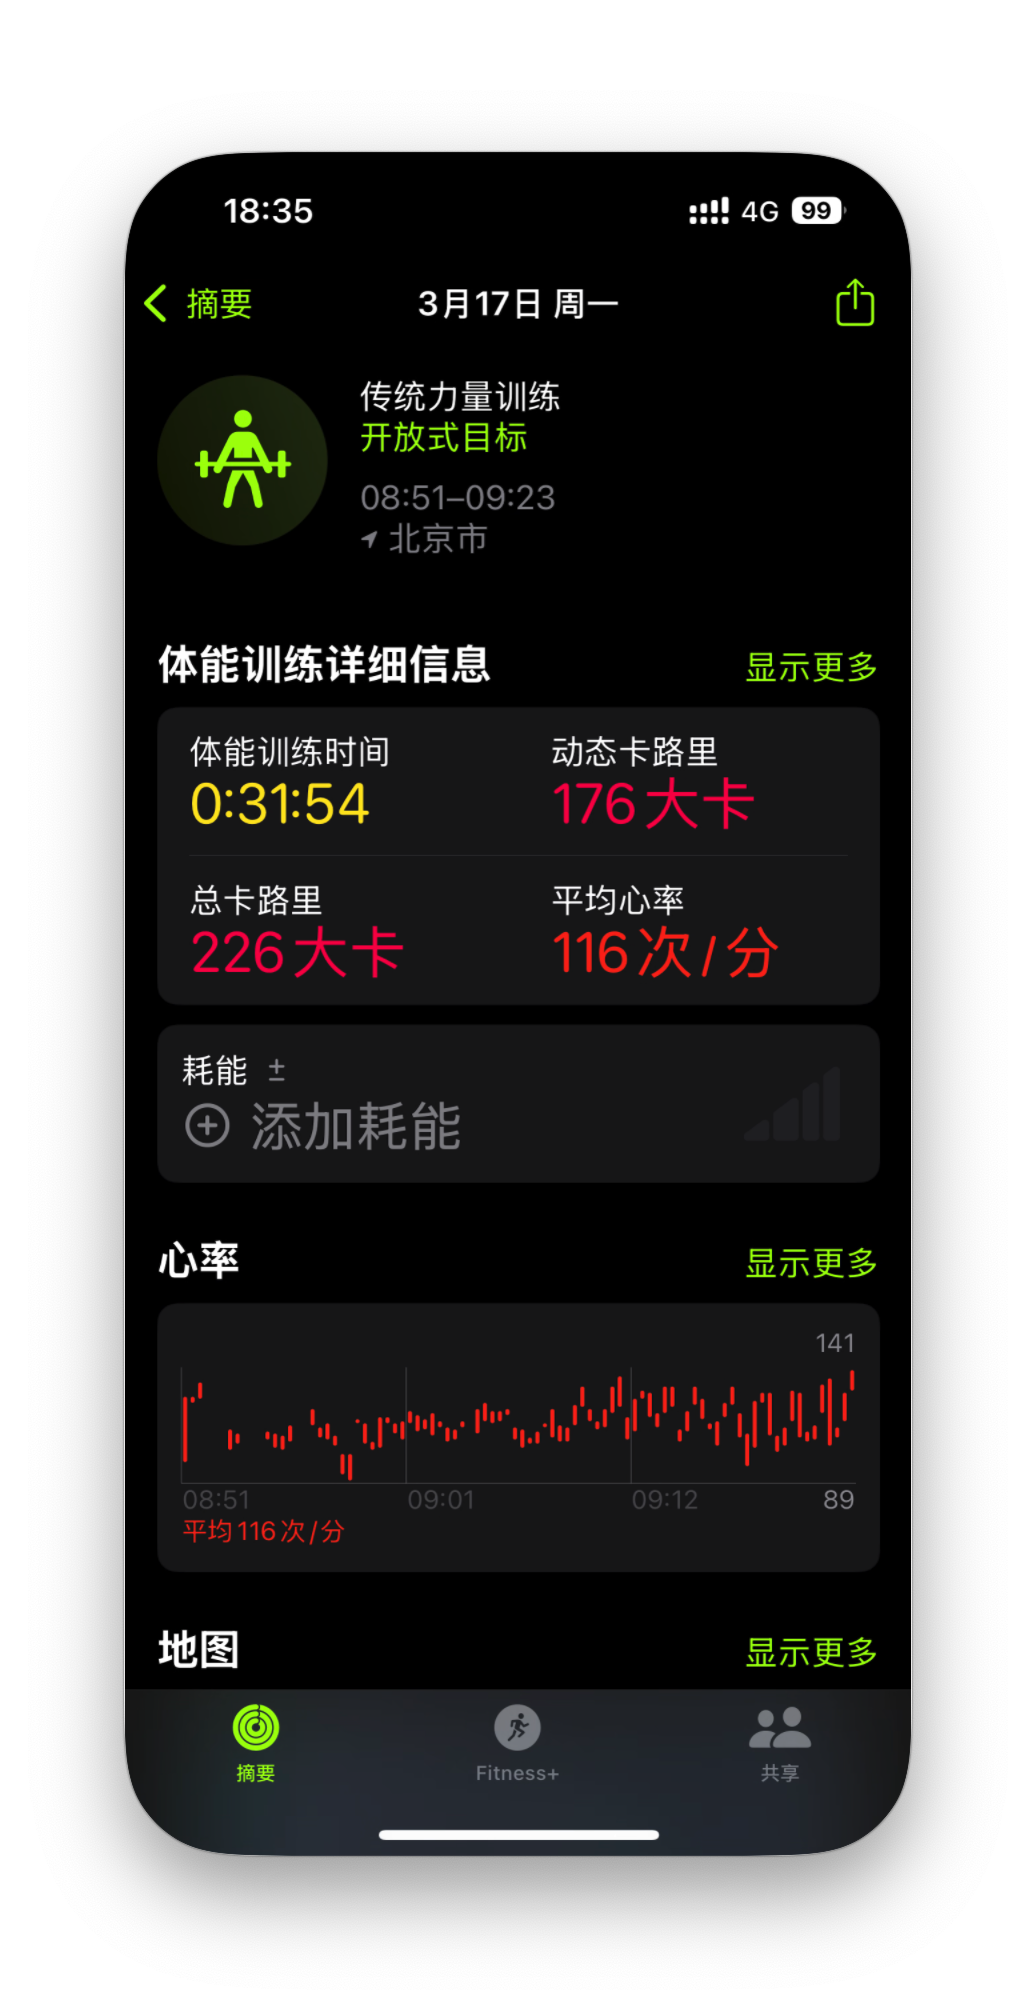 18:35
4G 99
摘要
3月17日 周一
传统力量训练
开放式目标
08:51–09:23
北京市
体能训练详细信息
显示更多
体能训练时间
动态卡路里
0:31:54
176大卡
总卡路里
平均心率
226大卡
116次/分
耗能 ±
添加耗能
心率
显示更多
141
08:51
09:01
09:12
89
平均116次/分
地图
显示更多
摘要
Fitness+
共享